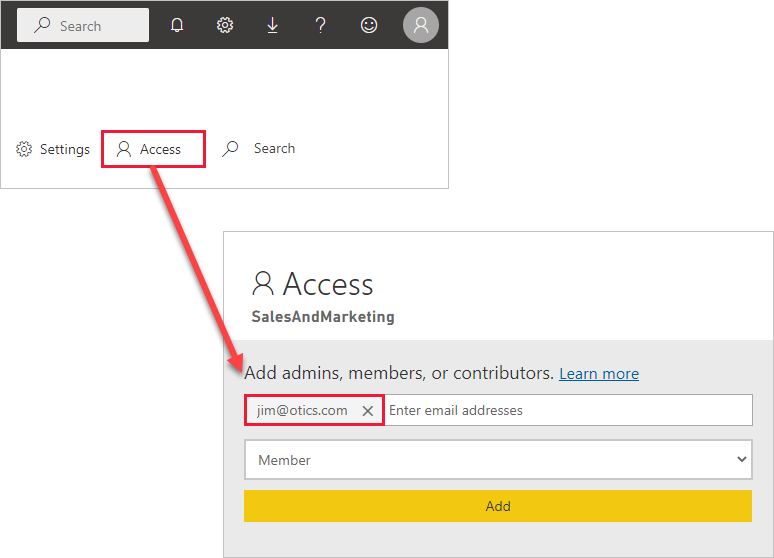 Search
Settings Access Search
Access
SalesAndMarketing
Add admins, members, or contributors. Learn more
jim@otics.com Enter email addresses
Member
Add